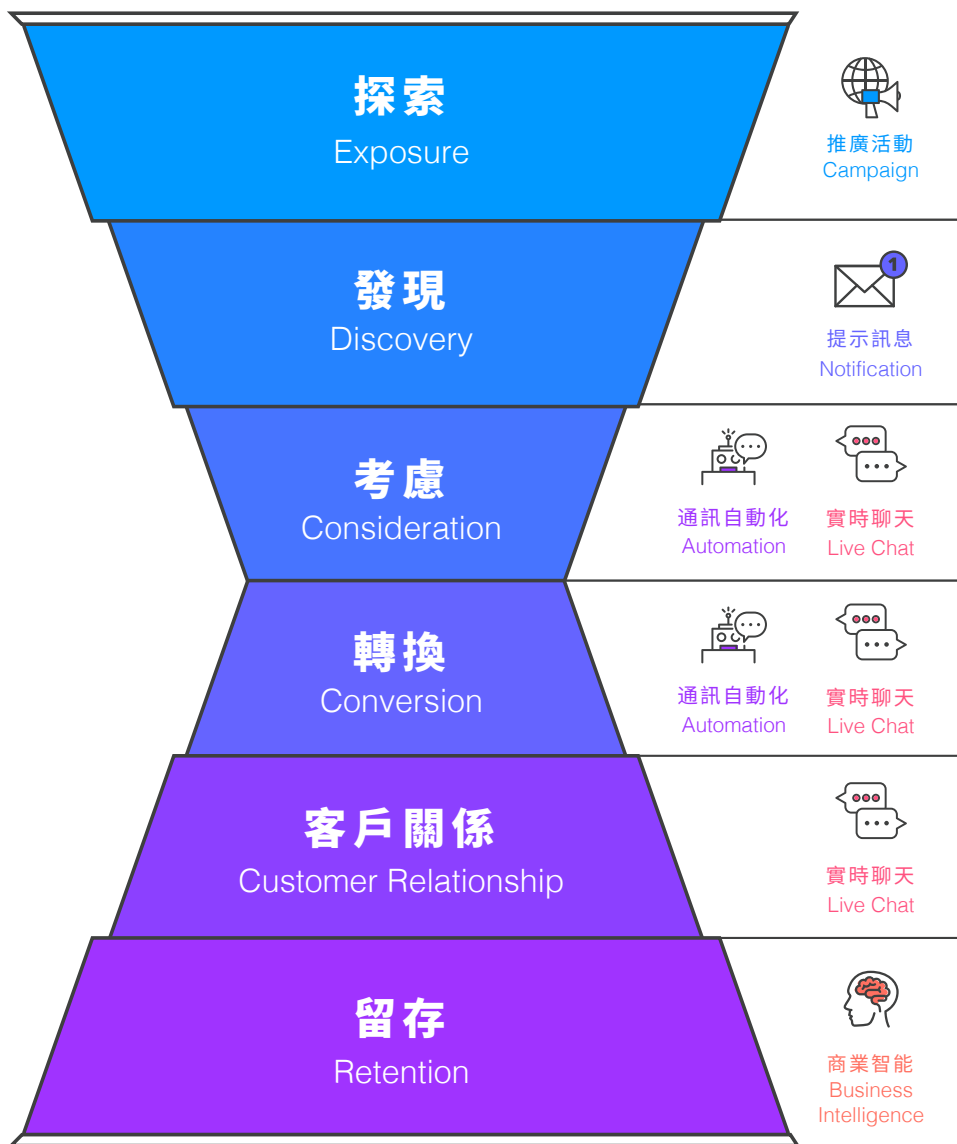 探索
Exposure
推廣活動
Campaign
發現
Discovery
1
提示訊息
Notification
考慮
Consideration
通訊自動化
Automation
實時聊天
Live Chat
轉換
Conversion
通訊自動化
Automation
實時聊天
Live Chat
客戶關係
Customer Relationship
實時聊天
Live Chat
留存
Retention
商業智能
Business
Intelligence